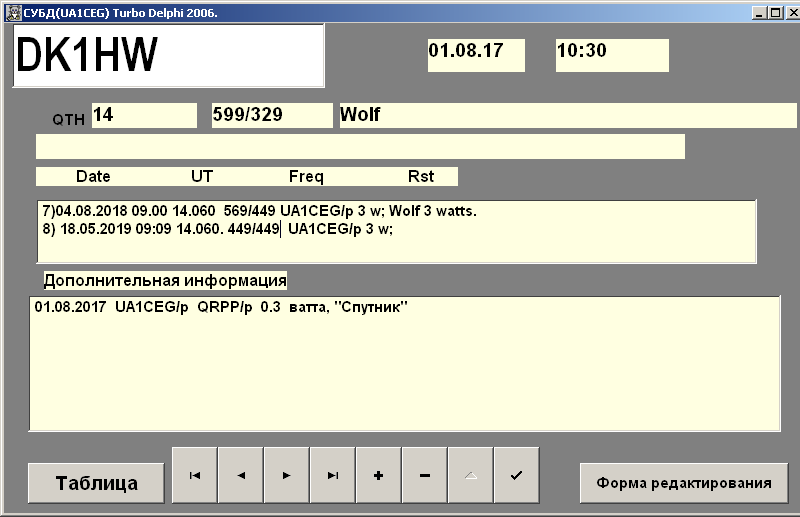 СУБД(UA1CEG) Turbo Delphi 2006.
DK1HW
01.08.17 10:30
QTH 14 599/329 Wolf
Date UT Freq Rst
7)04.08.2018 09.00 14.060 569/449 UA1CEG/p 3 w; Wolf 3 watts.
8) 18.05.2019 09:09 14.060. 449/449 UA1CEG/p 3 w;
Дополнительная информация
01.08.2017 UA1CEG/p QRPP/p 0.3 ватта, "Спутник"
Таблица
Форма редактирования